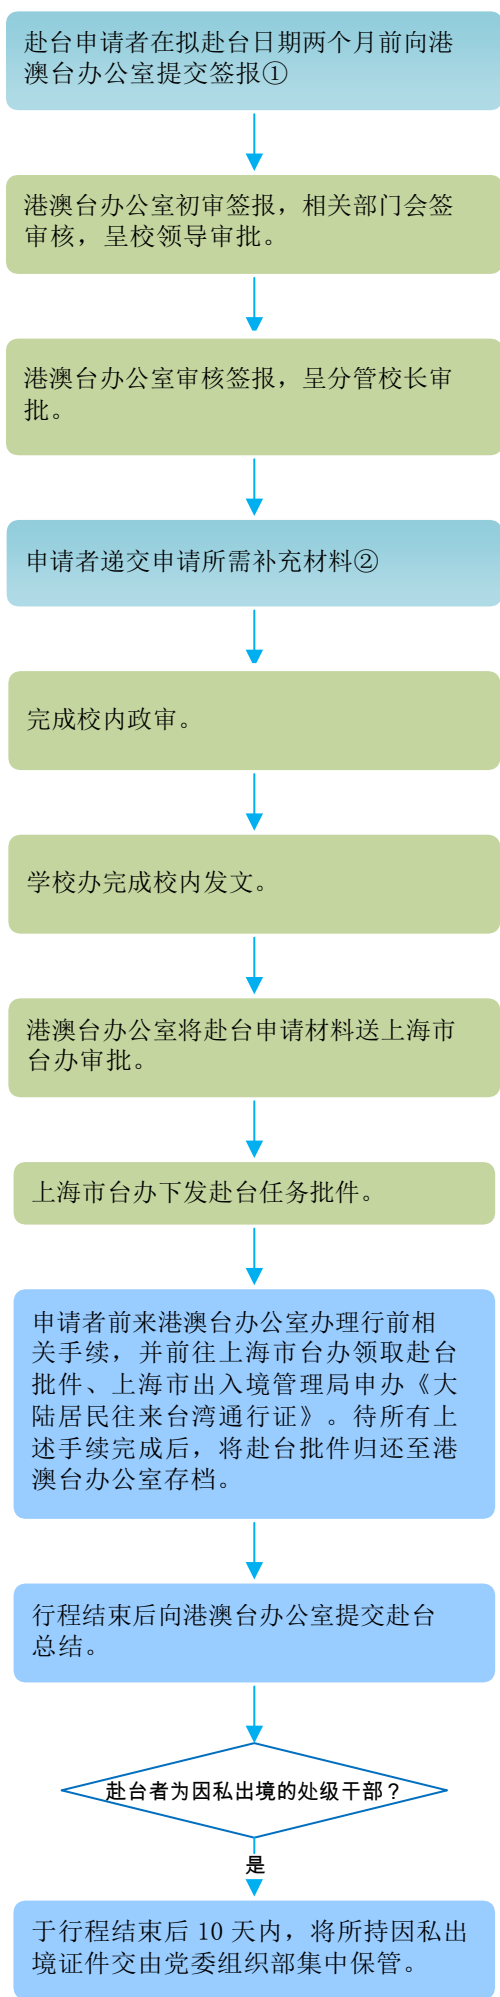 赴台申请者在拟赴台日期两个月前向港
澳台办公室提交签报①
港澳台办公室初审签报，相关部门会签
审核，呈校领导审批。
港澳台办公室审核签报，呈分管校长审
批。
申请者递交申请所需补充材料②
完成校内政审。
学校办完成校内发文。
港澳台办公室将赴台申请材料送上海市
台办审批。
上海市台办下发赴台任务批件。
申请者前来港澳台办公室办理行前相
关手续，并前往上海市台办领取赴台
批件、上海市出入境管理局申办《大
陆居民往来台湾通行证》。待所有上
述手续完成后，将赴台批件归还至港
澳台办公室存档。
行程结束后向港澳台办公室提交赴台
总结。
赴台者为因私出境的处级干部？
是
于行程结束后 10 天内，将所持因私出
境证件交由党委组织部集中保管。